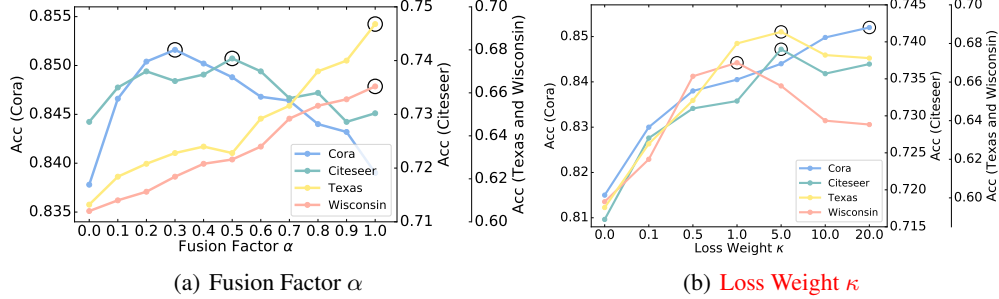 0.855
0.850
0.845
0.840
0.835
Acc (Cora)
0.0 0.1 0.2 0.3 0.4 0.5 0.6 0.7 0.8 0.9 1.0
Fusion Factor α
Cora
Citeseer
Texas
Wisconsin
0.75
0.74
0.73
0.72
0.71
Acc (Citeseer)
0.70
0.68
0.66
0.64
0.62
0.60
Acc (Texas and Wisconsin)
(a) Fusion Factor α
0.85
0.84
0.83
0.82
0.81
Acc (Cora)
0.0 0.1 0.5 1.0 5.0 10.0 20.0
Loss Weight κ
Cora
Citeseer
Texas
Wisconsin
0.745
0.740
0.735
0.730
0.725
0.720
0.715
Acc (Citeseer)
0.70
0.68
0.66
0.64
0.62
0.60
Acc (Texas and Wisconsin)
(b) Loss Weight κ